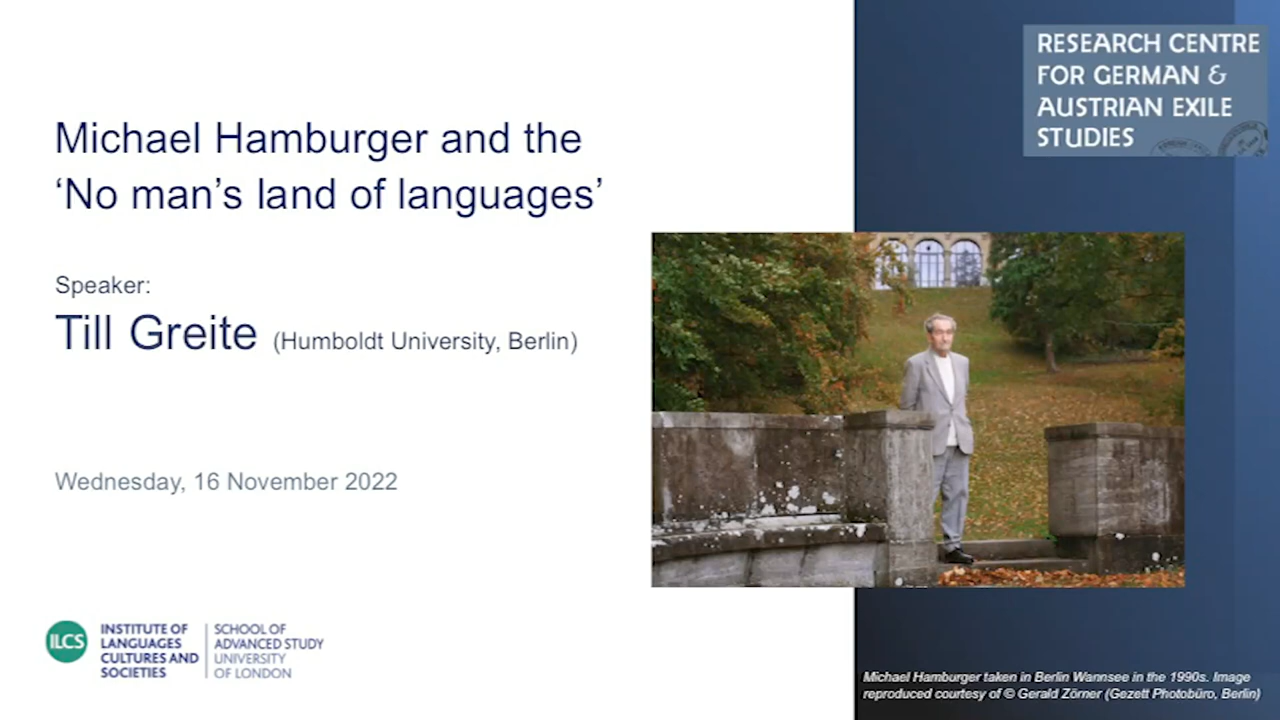 Michael Hamburger and the
‘No man’s land of languages’
Speaker:
Till Greite (Humboldt University, Berlin)
Wednesday, 16 November 2022
RESEARCH CENTRE
FOR GERMAN &
AUSTRIAN EXILE
STUDIES
ILCS
INSTITUTE OF
LANGUAGES
CULTURES AND
SOCIETIES
SCHOOL OF
ADVANCED STUDY
UNIVERSITY
OF LONDON
Michael Hamburger taken in Berlin Wannsee in the 1990s. Image
reproduced courtesy of © Gerald Zörner (Gezett Photobüro, Berlin)